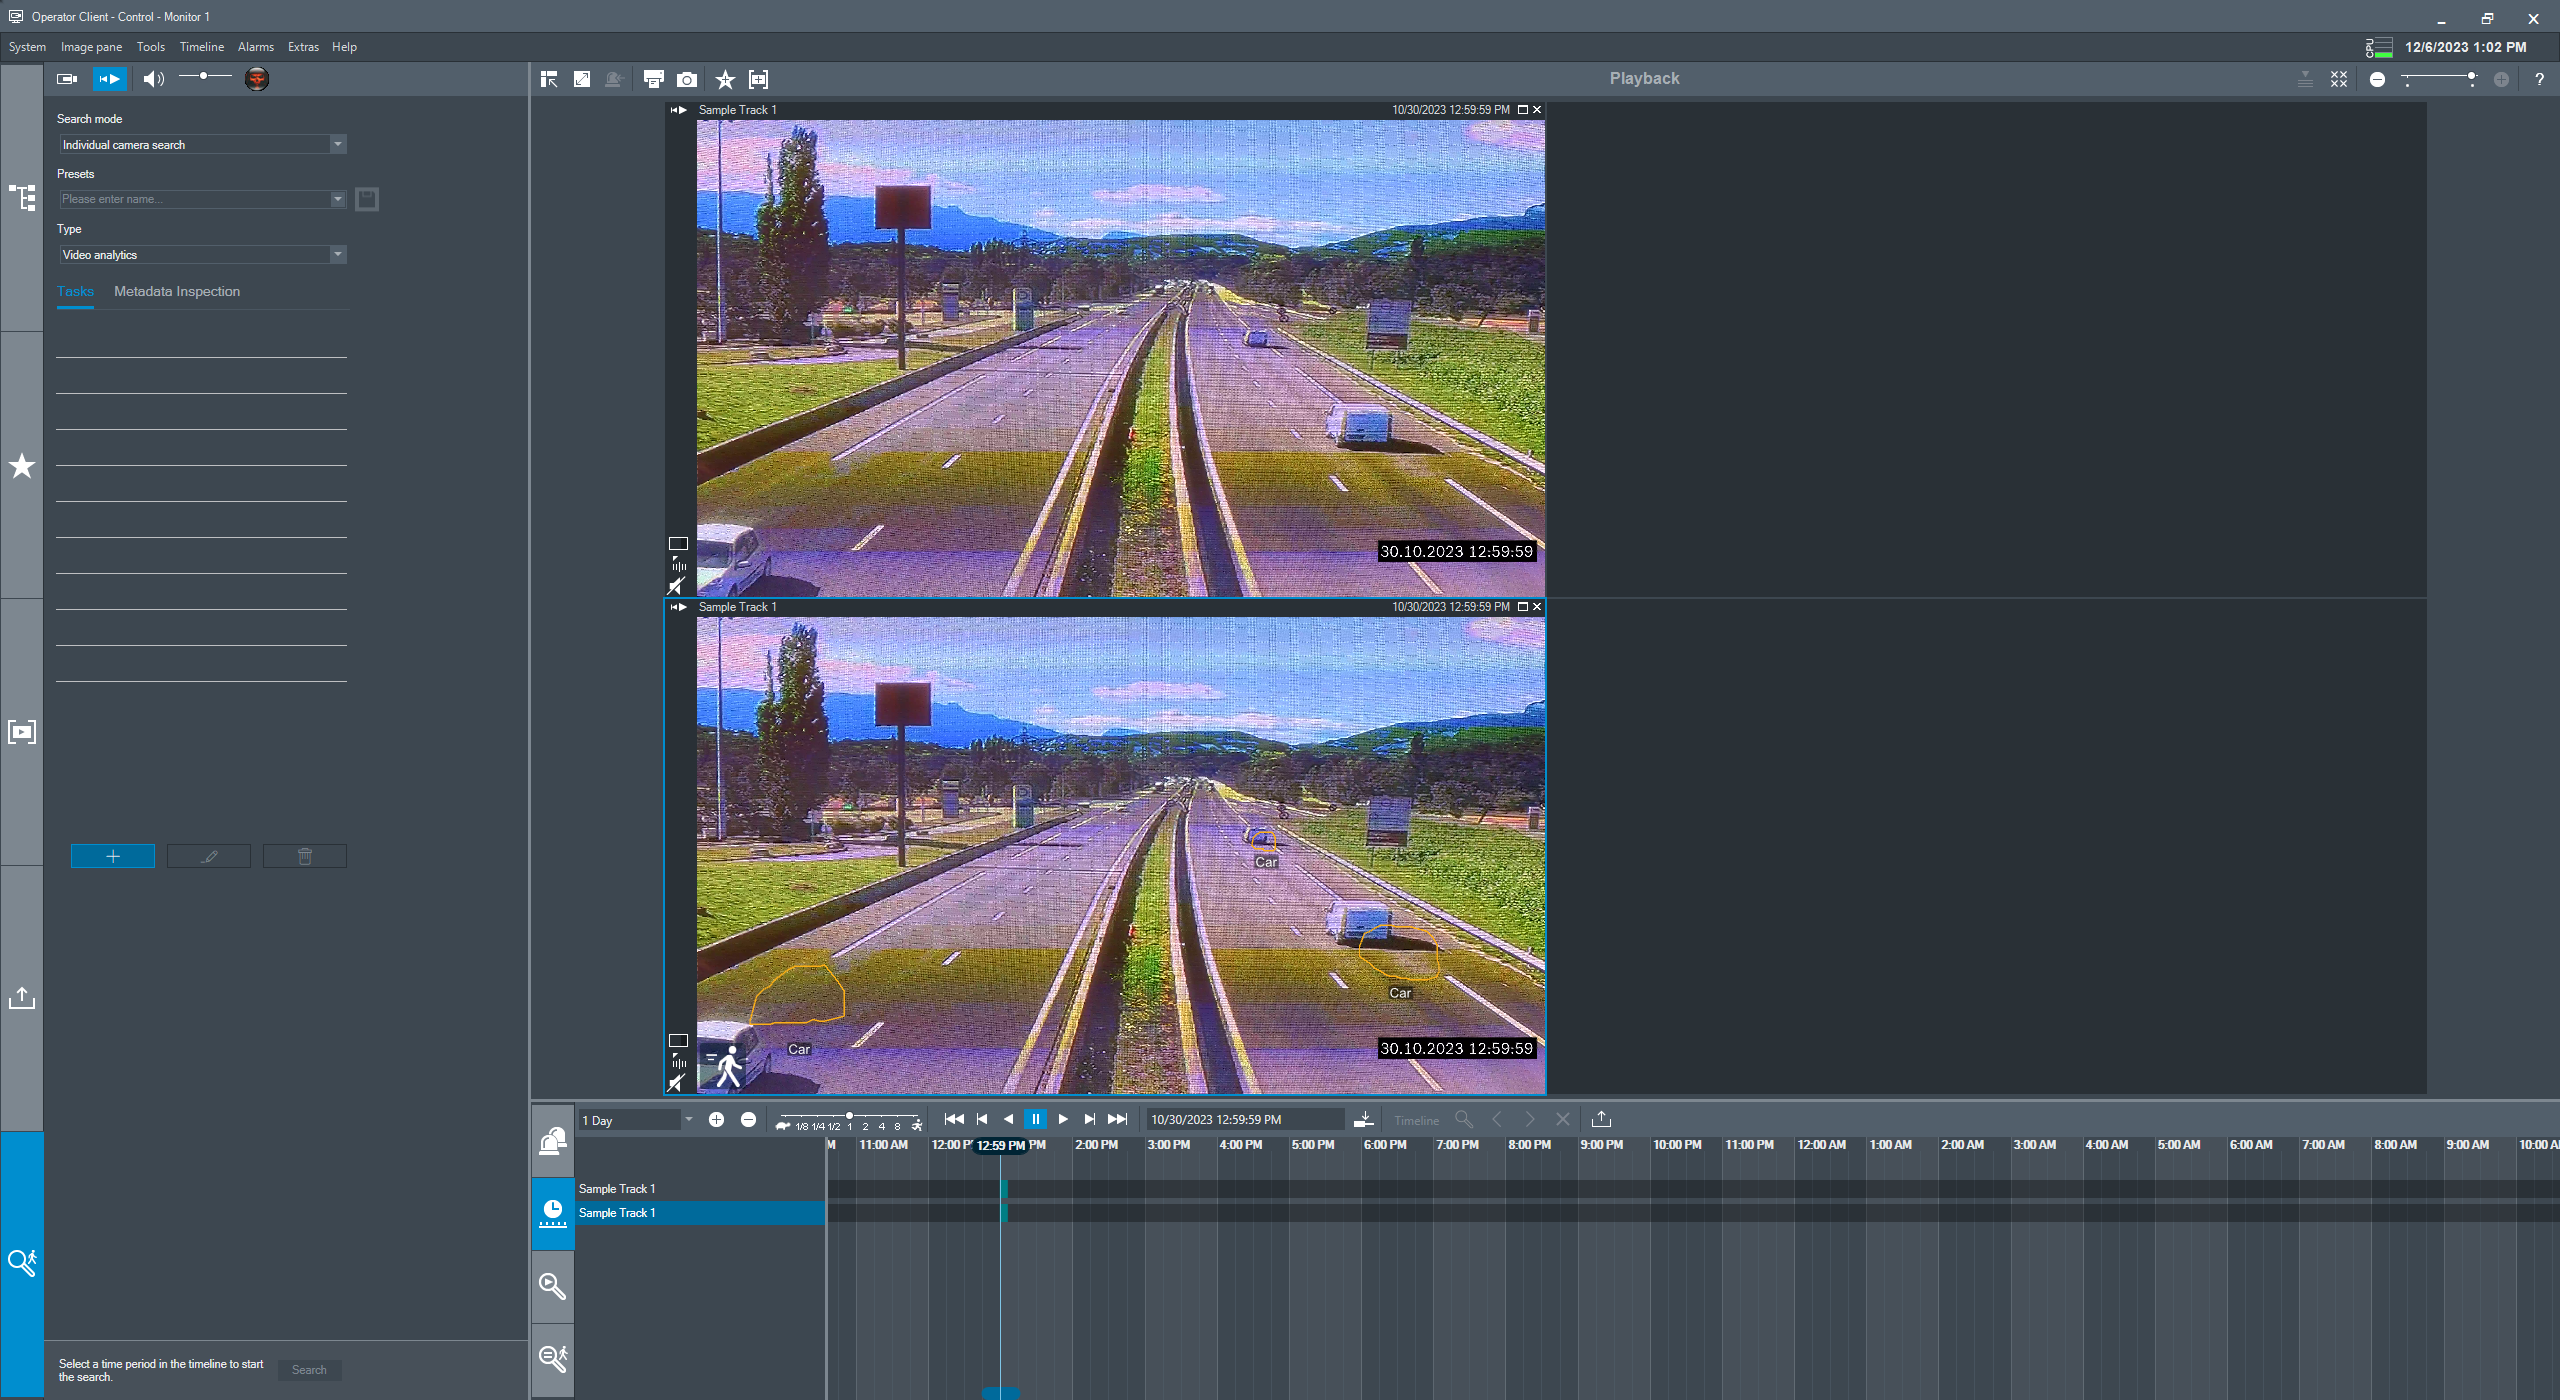 Operator Client - Control - Monitor 1
System Image pane Tools Timeline Alarms Extras Help
CPU 12/6/2023 1:02 PM
Playback
?
Search mode
Individual camera search
Presets
Please enter name...
Type
Video analytics
Tasks Metadata Inspection
Select a time period in the timeline to start
the search.
Search
Sample Track 1 10/30/2023 12:59:59 PM
30.10.2023 12:59:59
Sample Track 1 10/30/2023 12:59:59 PM
Car
Car
Car
30.10.2023 12:59:59
1 Day
1/8 1/4 1/2 1 2 4 8
10/30/2023 12:59:59 PM
Timeline
M 11:00 AM 12:00 P 12:59 PM PM 2:00 PM 3:00 PM 4:00 PM 5:00 PM 6:00 PM 7:00 PM 8:00 PM 9:00 PM 10:00 PM 11:00 PM 12:00 AM 1:00 AM 2:00 AM 3:00 AM 4:00 AM 5:00 AM 6:00 AM 7:00 AM 8:00 AM 9:00 AM 10:00 A
Sample Track 1
Sample Track 1